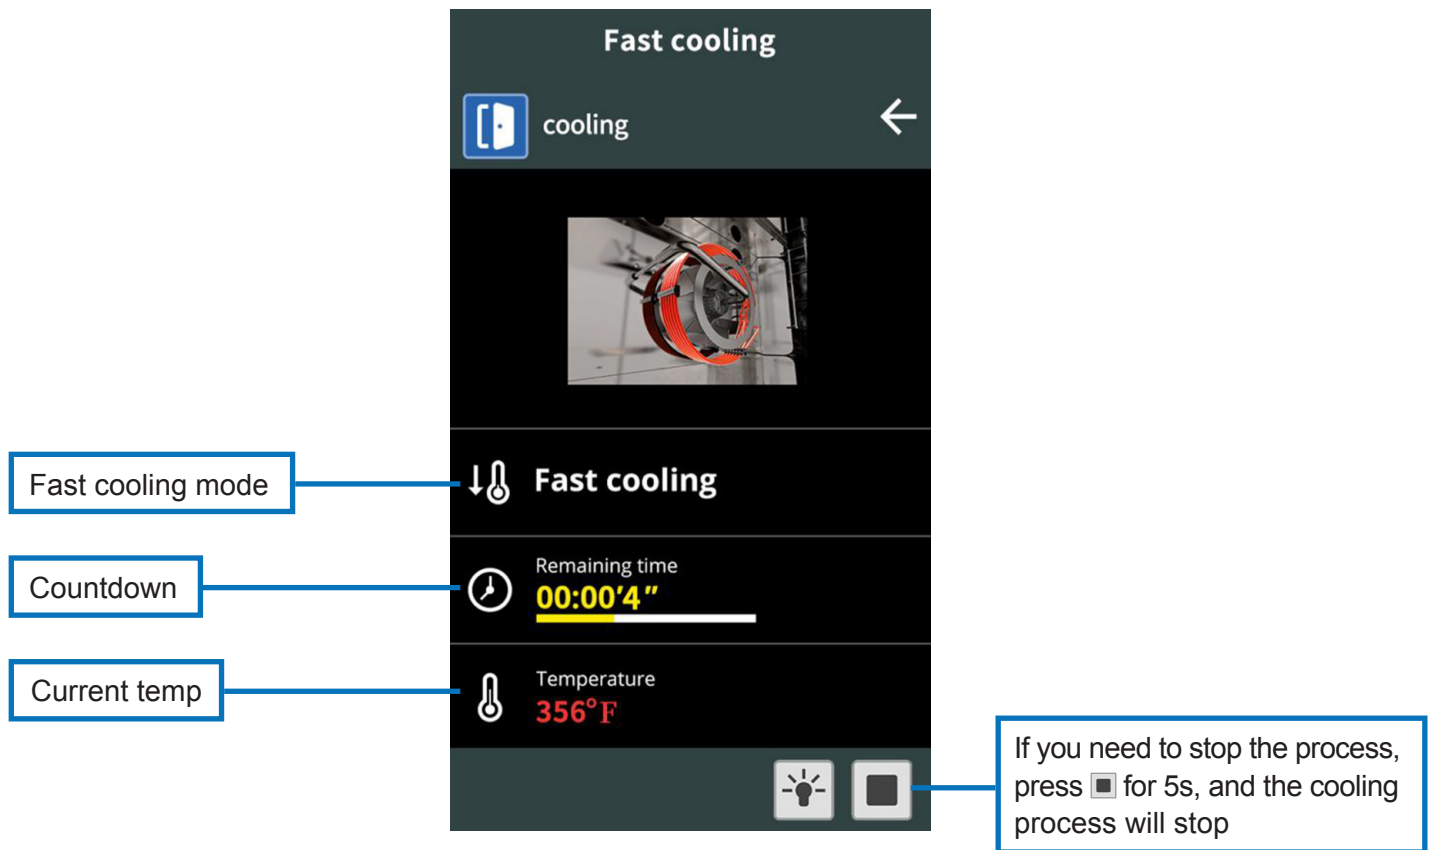 Fast cooling
cooling
Fast cooling mode
Fast cooling
Countdown
Remaining time
00:00'4"
Current temp
Temperature
356°F
If you need to stop the process,
press for 5s, and the cooling
process will stop